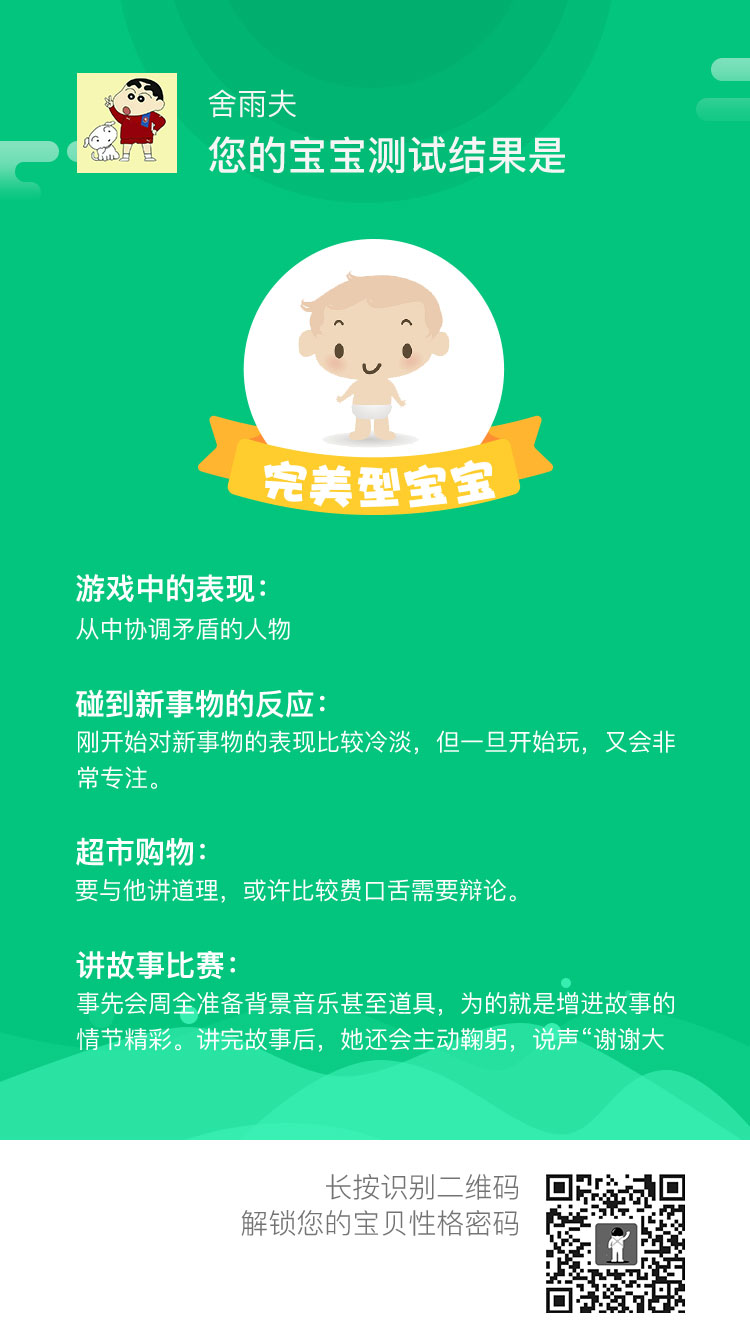 舍雨夫
您的宝宝测试结果是
完美型宝宝
游戏中的表现：
从中协调矛盾的人物
碰到新事物的反应：
刚开始对新事物的表现比较冷淡，但一旦开始玩，又会非
常专注。
超市购物：
要与他讲道理，或许比较费口舌需要辩论。
讲故事比赛：
事先会周全准备背景音乐甚至道具，为的就是增进故事的
情节精彩。讲完故事后，她还会主动鞠躬，说声“谢谢大
长按识别二维码
解锁您的宝贝性格密码